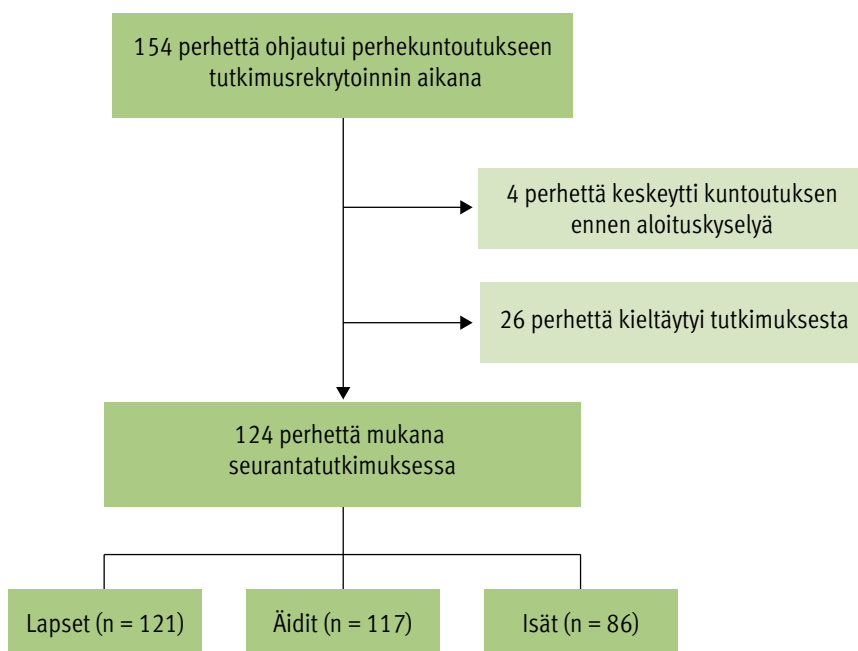 154 perhettä ohjautui perhekuntoutukseen
tutkimusrekrytoinnin aikana
4 perhettä keskeytti kuntoutuksen
ennen aloituskyselyä
26 perhettä kieltäytyi tutkimuksesta
124 perhettä mukana
seurantatutkimuksessa
Lapset (n = 121)
Äidit (n = 117)
Isät (n = 86)